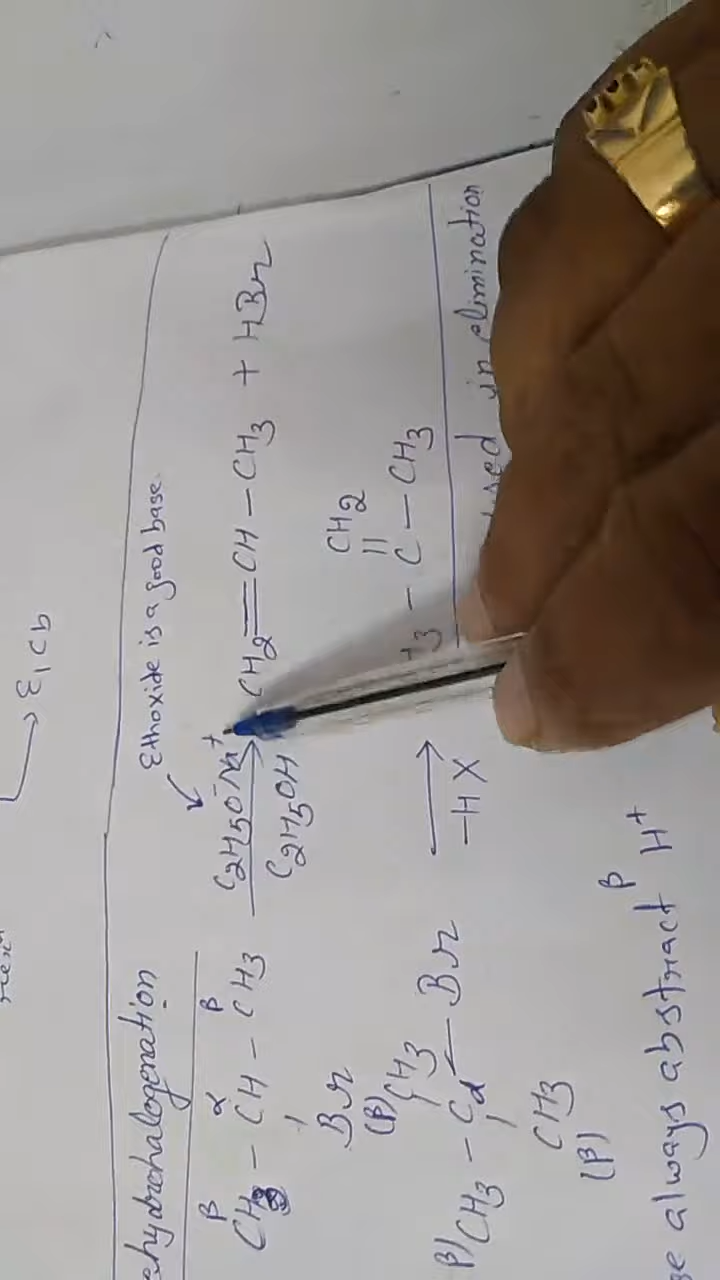 → E1cb
Ethoxide is a good base.
ehydrohalogenation
β α β
CH3 - CH - CH3 C2H5O⁻Na⁺ CH2=CH-CH3 + HBr
Br C2H5OH
(β) CH3 CH2
β) CH3 - Cα - Br → 3 - C - CH3
CH3 -HX
(β)
in elimination
always abstract β H+